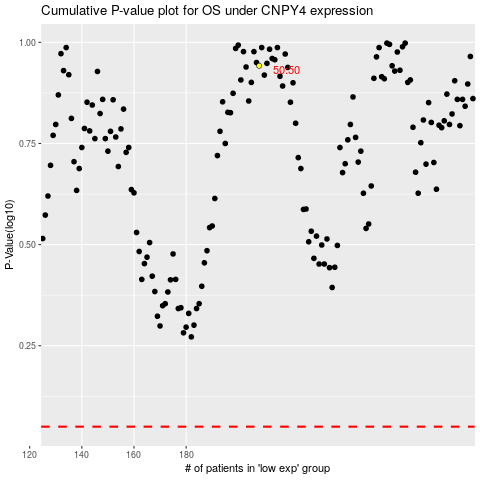 Cumulative P-value plot for OS under CNPY4 expression
P-Value(log10)
1.00
0.75
0.50
0.25
50:50
120 140 160 180
# of patients in 'low exp' group